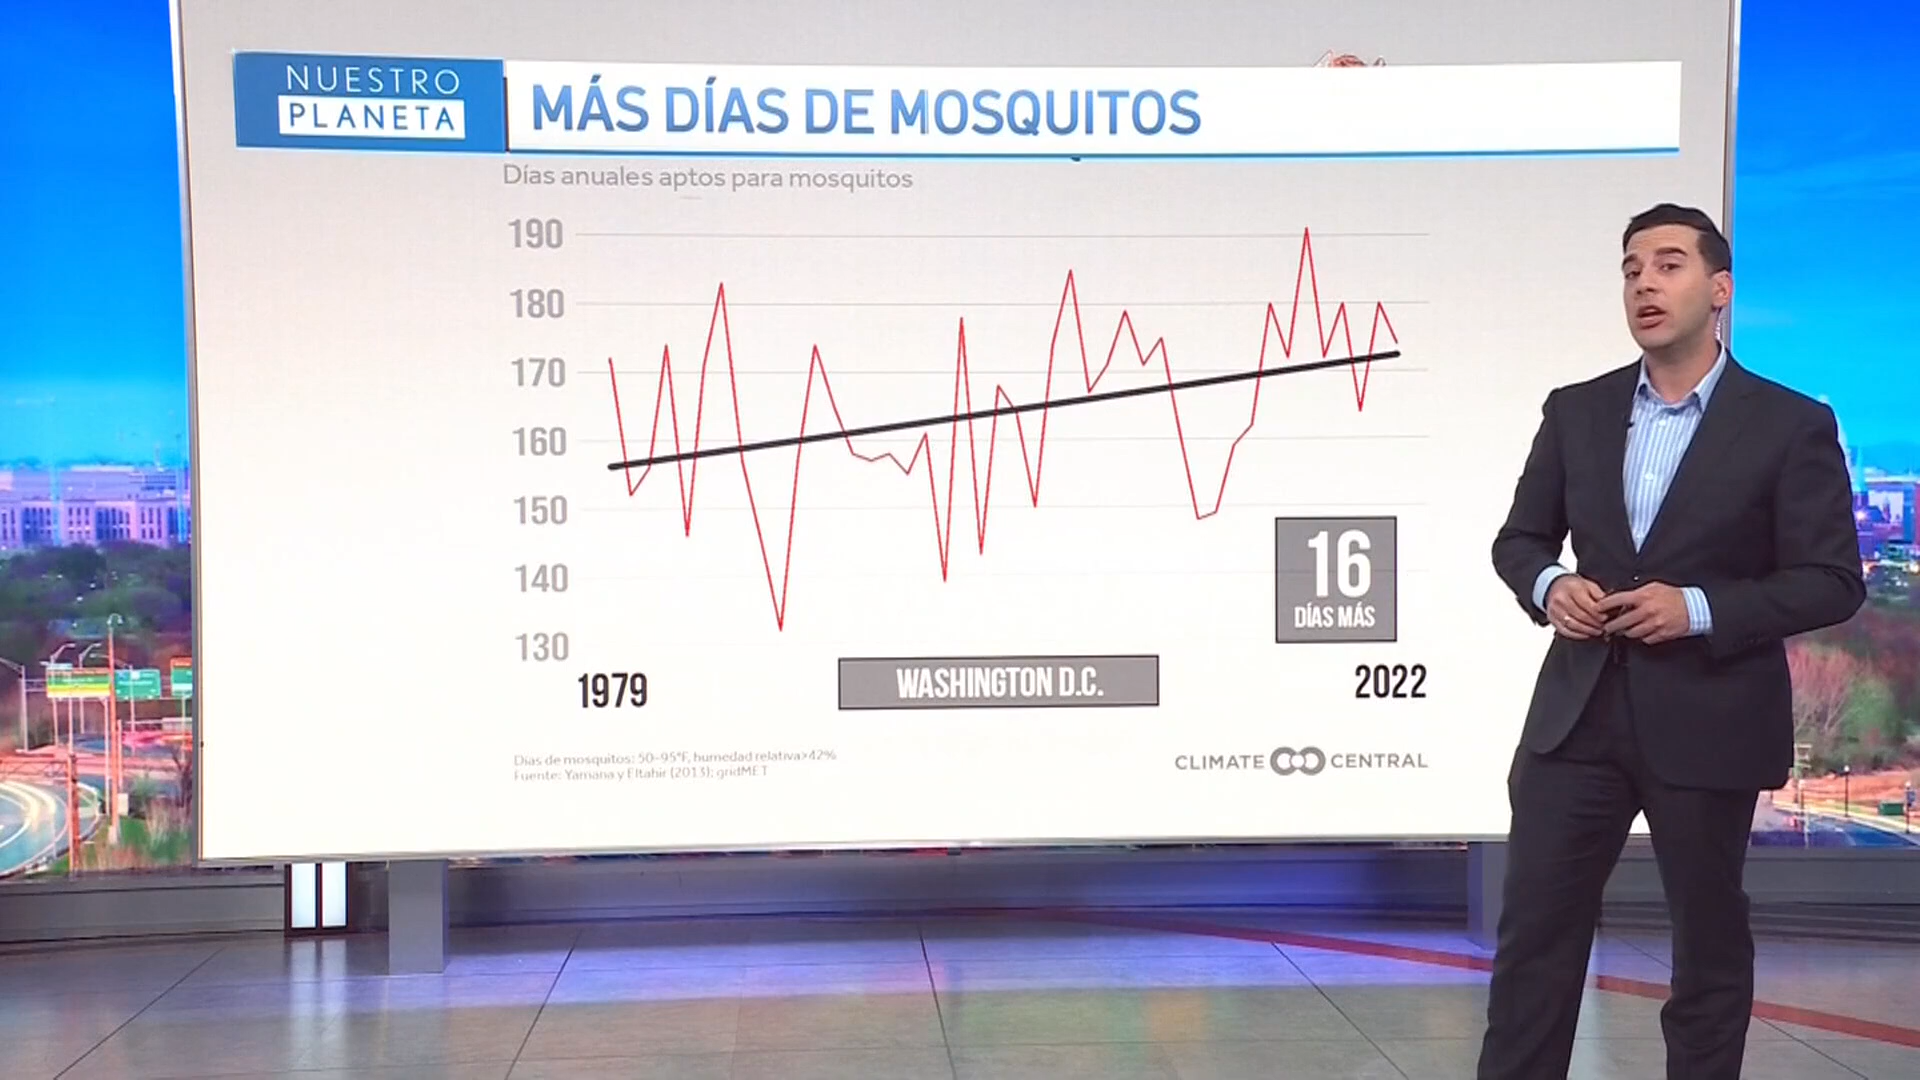 NUESTRO
PLANETA
MÁS DÍAS DE MOSQUITOS
Días anuales aptos para mosquitos
190
180
170
160
150
140
130
16
DÍAS MÁS
1979
WASHINGTON D.C.
2022
Días de mosquitos: 50-95°F, humedad relativa>42%
Fuente: Yamana y Eltahir (2013); gridMET
CLIMATE CENTRAL